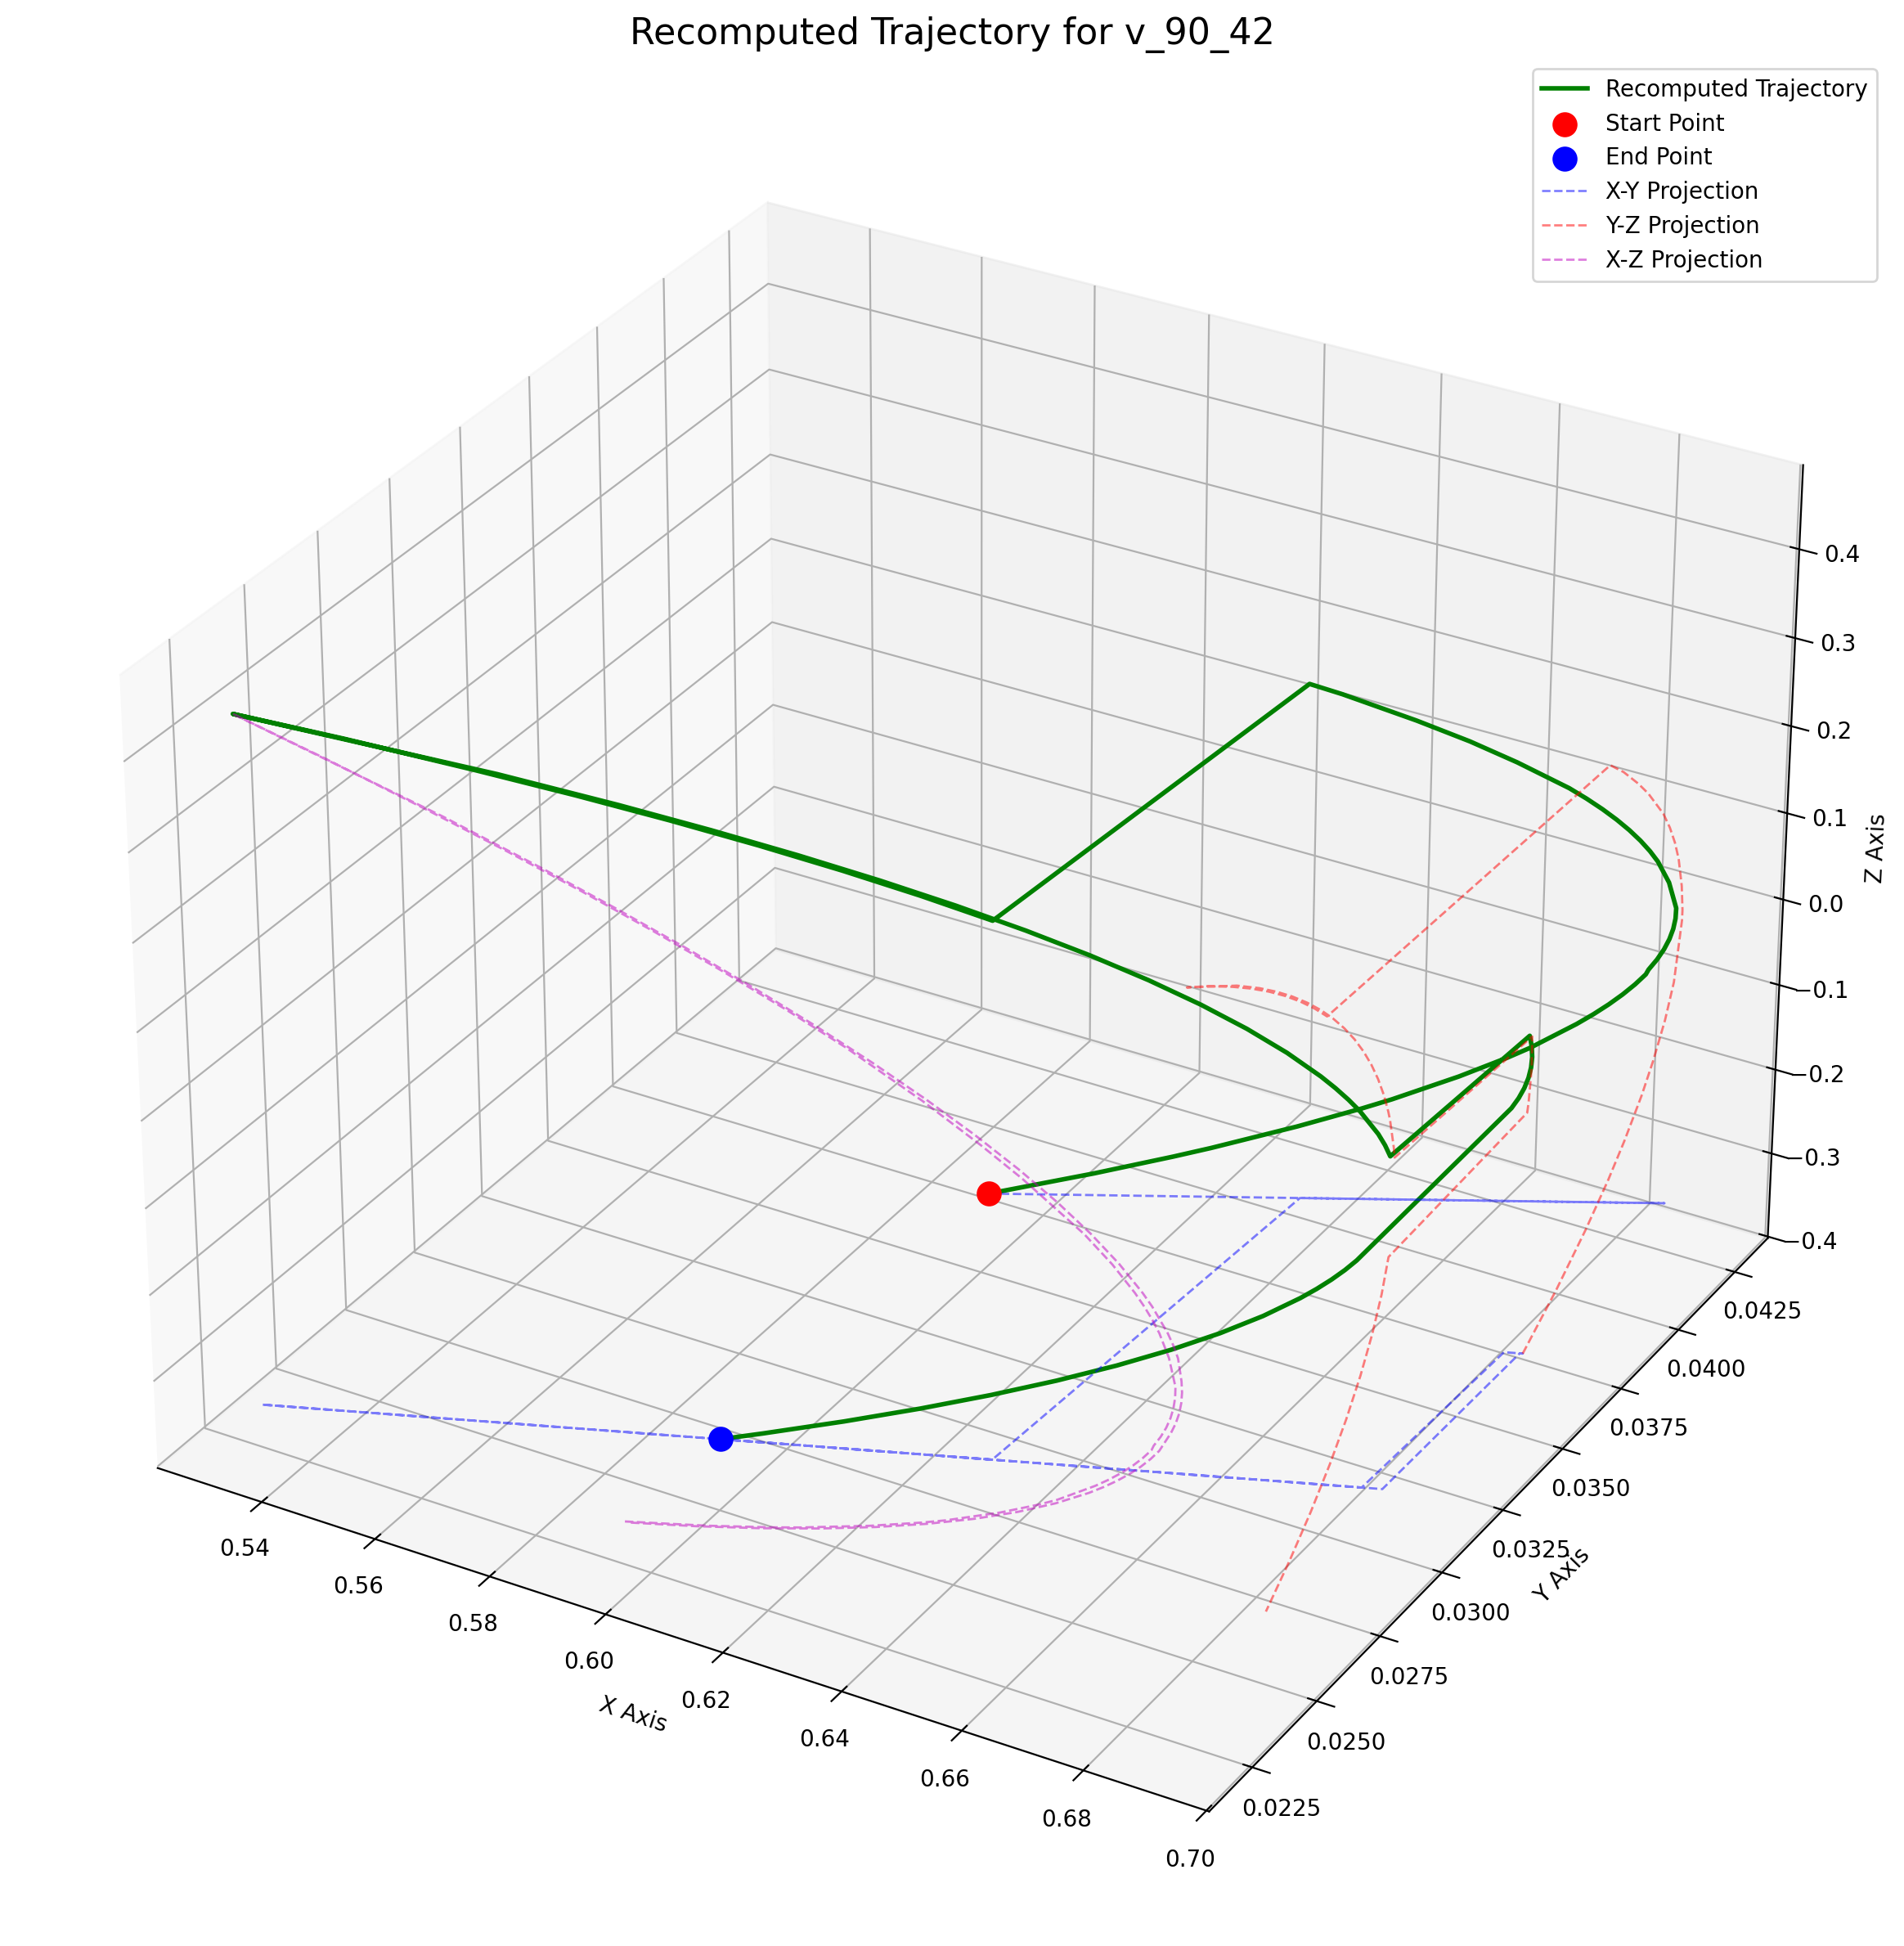 Recomputed Trajectory for v_90_42
Recomputed Trajectory
Start Point
End Point
X-Y Projection
Y-Z Projection
X-Z Projection
0.4
0.3
0.2
0.1
0.0
−0.1
−0.2
−0.3
−0.4
Z Axis
0.0425
0.0400
0.0375
0.0350
0.0325
0.0300
0.0275
0.0250
0.0225
Y Axis
0.54
0.56
0.58
0.60
0.62
0.64
0.66
0.68
0.70
X Axis